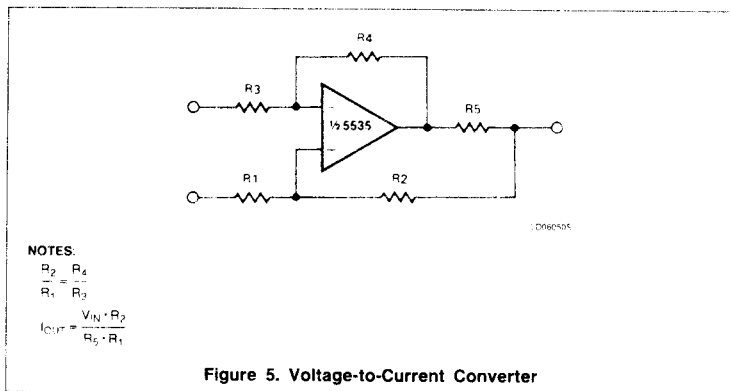 R4
R3
½ 5535
R5
R1
R2
NOTES:
R2/R1 = R4/R3
IOUT = VIN · R2 / R5 · R1
Figure 5. Voltage-to-Current Converter